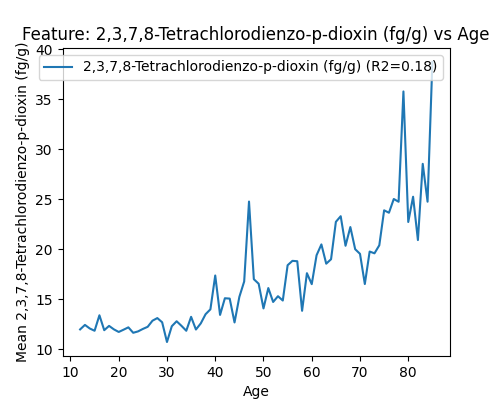 Feature: 2,3,7,8-Tetrachlorodienzo-p-dioxin (fg/g) vs Age
2,3,7,8-Tetrachlorodienzo-p-dioxin (fg/g) (R2=0.18)
Mean 2,3,7,8-Tetrachlorodienzo-p-dioxin (fg/g)
40
35
30
25
20
15
10
10 20 30 40 50 60 70 80
Age